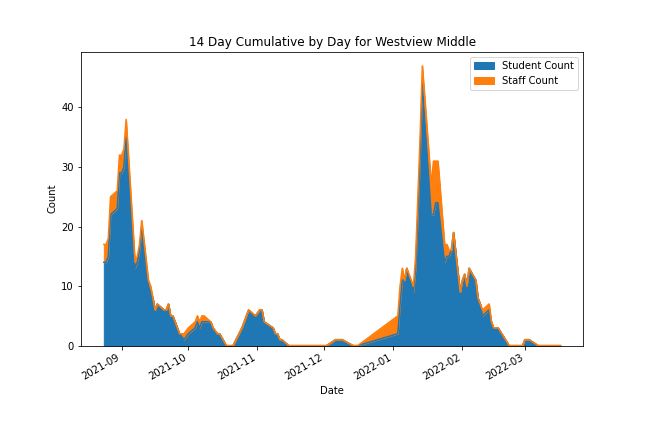 14 Day Cumulative by Day for Westview Middle
Student Count
Staff Count
Count
40
30
20
10
0
2021-09
2021-10
2021-11
2021-12
2022-01
2022-02
2022-03
Date